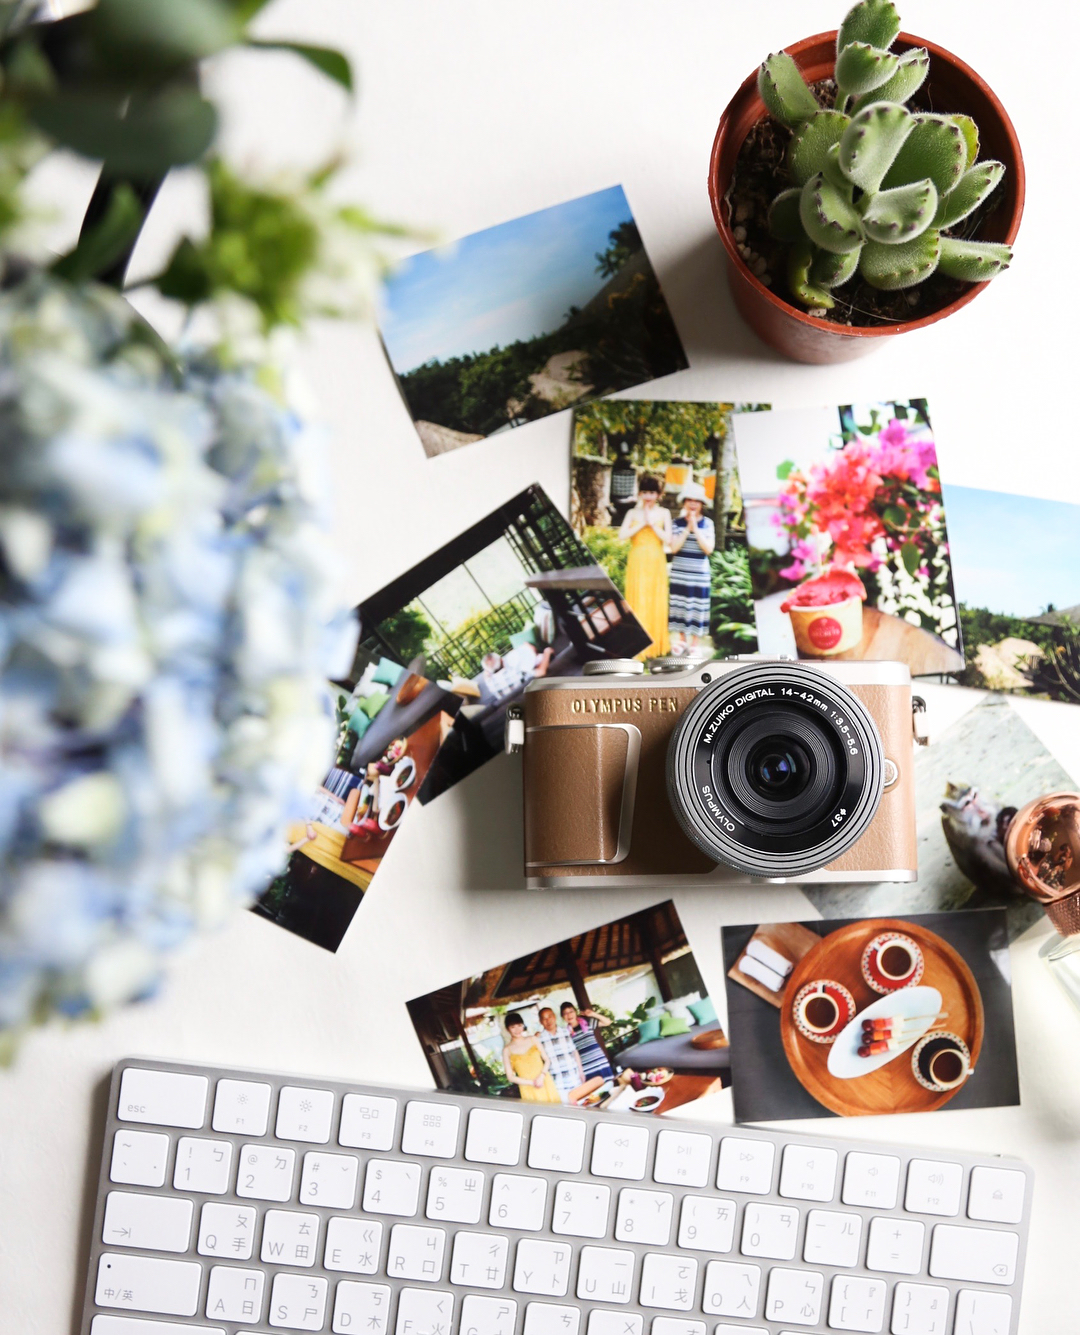 OLYMPUS PEN
M.ZUIKO DIGITAL 14-42mm 1:3.5-5.6
OLYMPUS
ø37
esc F1 F2 F3 F4 F5 F6 F7 F8 F9 F10 F11 F12
~ ! ㄅ @ ㄉ # ˇ $ ˋ % ㄓ ^ ˊ & ˙ * ㄚ ( ㄞ ) ㄢ — ㄦ +
· 1 2 3 4 5 6 7 8 9 0 - =
ㄆ ㄊ ㄍ ㄐ ㄔ ㄗ ㄧ ㄛ ㄟ ㄣ { }
Q 手 W 田 E 水 R 口 T 廿 Y 卜 U 山 I 戈 O 人 P 心 [ ]
中/英 ㄇ ㄋ ㄎ ㄑ ㄕ ㄘ ㄨ
A 日 S 尸 D 木 F 火 G